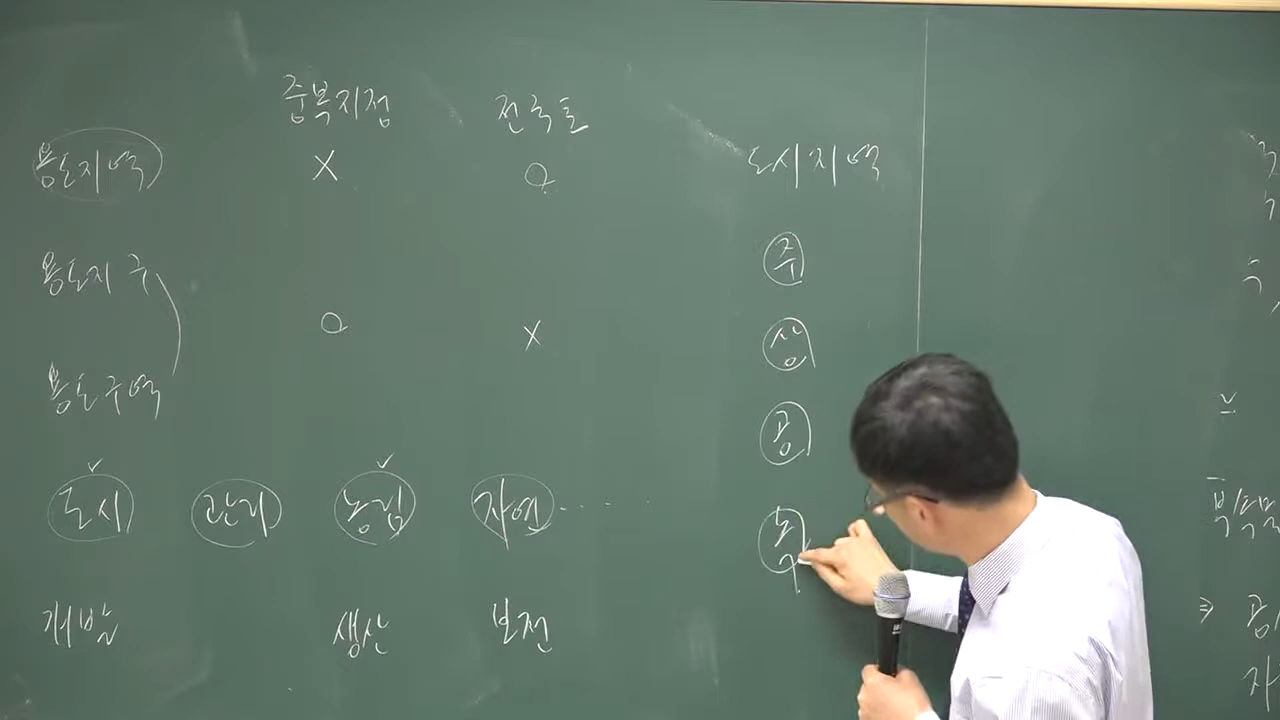 중복지정 전국토
용도지역 X O 도시지역
용도지구
주
O X
상
용도구역
공
도시 관리 농림 자연 ....
녹
개발 생산 보전